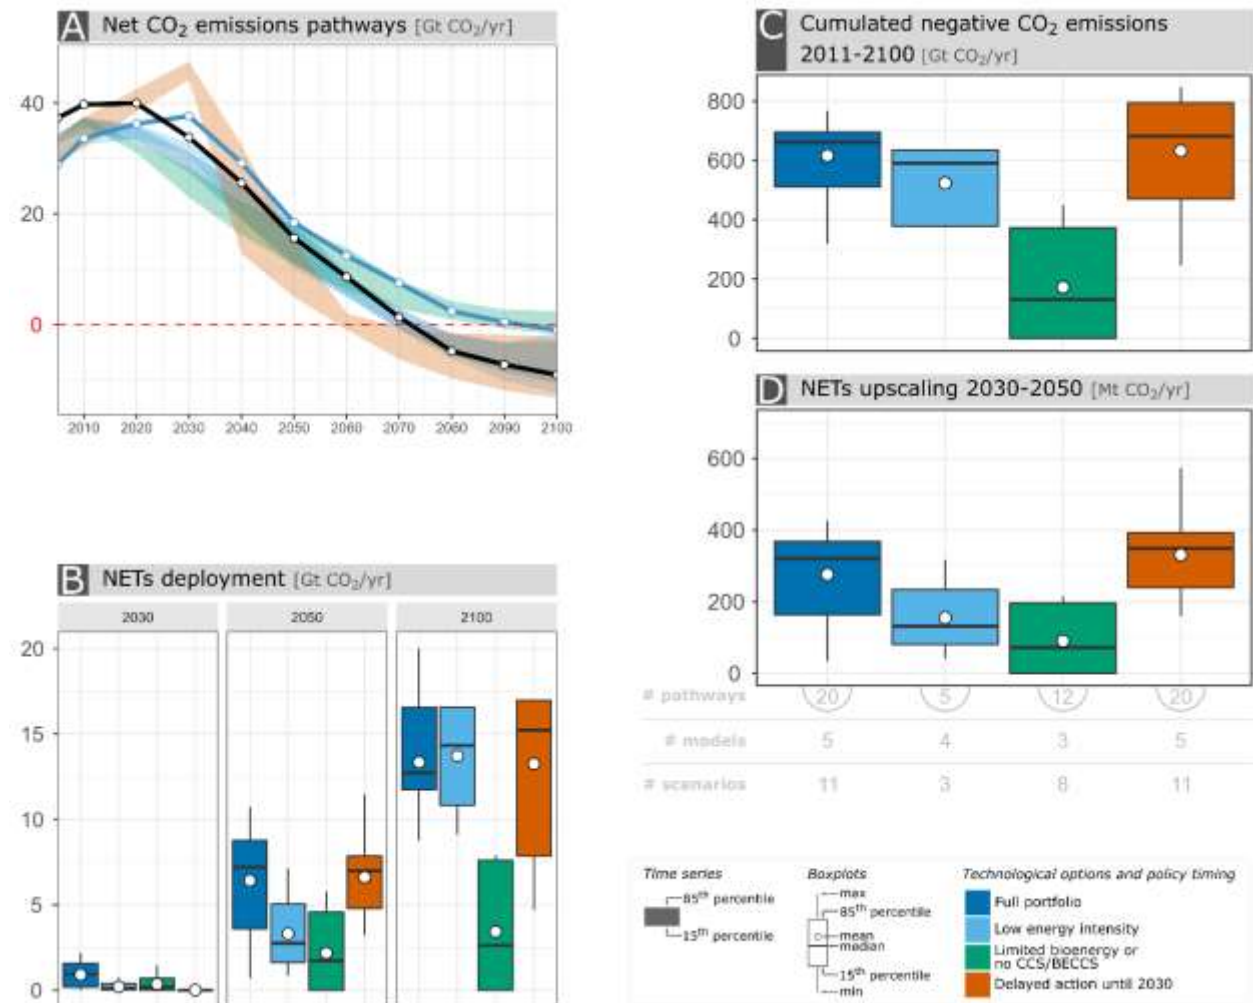 A Net CO₂ emissions pathways [Gt CO₂/yr]
40
20
0
2010 2020 2030 2040 2050 2060 2070 2080 2090 2100
B NETs deployment [Gt CO₂/yr]
2030 2050 2100
20
15
10
5
0
C Cumulated negative CO₂ emissions
2011-2100 [Gt CO₂/yr]
800
600
400
200
0
D NETs upscaling 2030-2050 [Mt CO₂/yr]
600
400
200
0
# pathways 20 5 12 20
# models 5 4 3 5
# scenarios 11 3 8 11
Time series
85th percentile
15th percentile
Boxplots
max
85th percentile
mean
median
15th percentile
min
Technological options and policy timing
Full portfolio
Low energy intensity
Limited bioenergy or
no CCS/BECCS
Delayed action until 2030